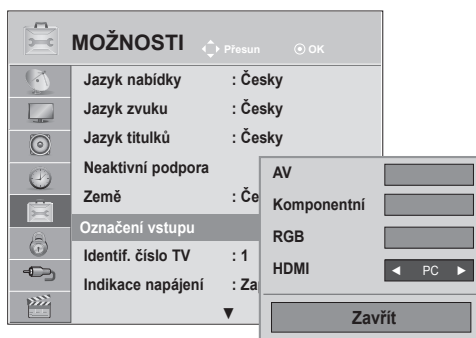 MOŽNOSTI Přesun OK
Jazyk nabídky : Česky
Jazyk zvuku : Česky
Jazyk titulků : Česky
Neaktivní podpora
Země : Če
Označení vstupu
Identif. číslo TV : 1
Indikace napájení : Za
▼
AV
Komponentní
RGB
HDMI ◄ PC ►
Zavřít